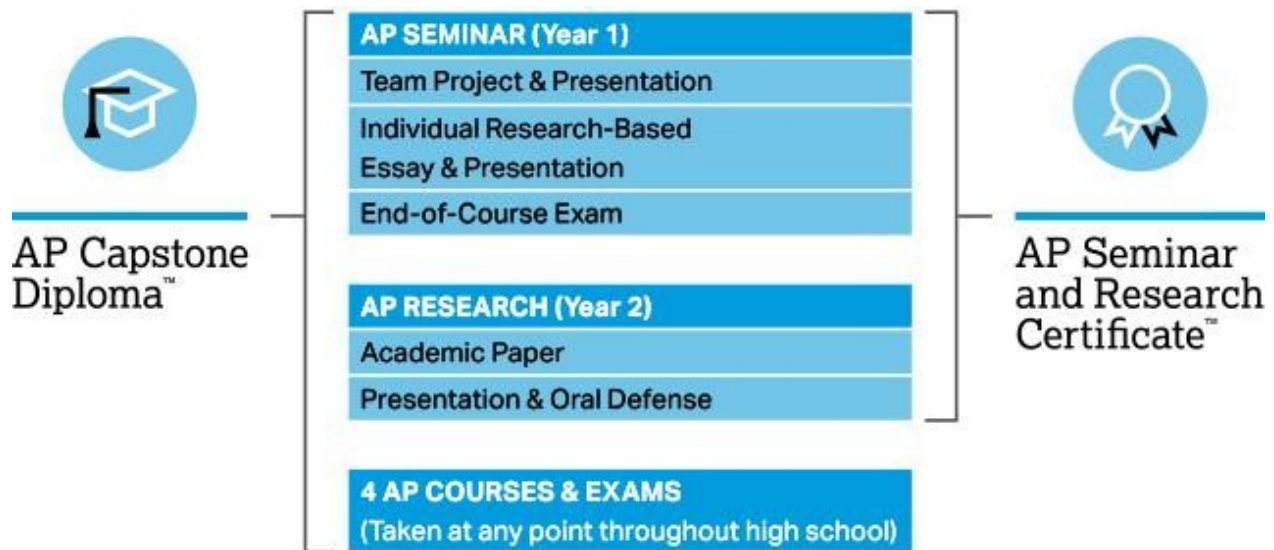 AP Capstone
Diploma™
AP SEMINAR (Year 1)
Team Project & Presentation
Individual Research-Based
Essay & Presentation
End-of-Course Exam
AP RESEARCH (Year 2)
Academic Paper
Presentation & Oral Defense
4 AP COURSES & EXAMS
(Taken at any point throughout high school)
AP Seminar
and Research
Certificate™